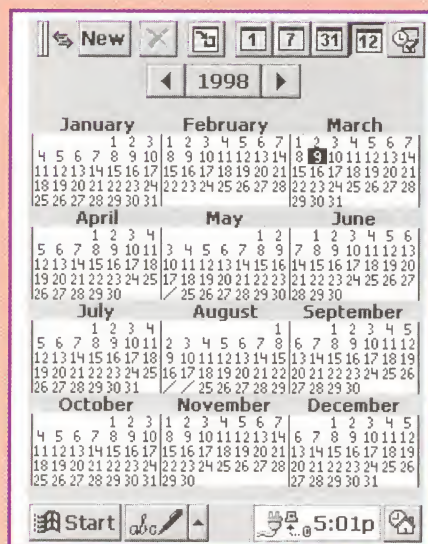 New 1 7 31 12
1998
January February March
1 2 3 1 2 3 4 5 6 7 1 2 3 4 5 6 7
4 5 6 7 8 9 10 8 9 10 11 12 13 14 8 9 10 11 12 13 14
11 12 13 14 15 16 17 15 16 17 18 19 20 21 15 16 17 18 19 20 21
18 19 20 21 22 23 24 22 23 24 25 26 27 28 22 23 24 25 26 27 28
25 26 27 28 29 30 31 29 30 31
April May June
1 2 3 4 1 2 1 2 3 4 5 6
5 6 7 8 9 10 11 3 4 5 6 7 8 9 7 8 9 10 11 12 13
12 13 14 15 16 17 18 10 11 12 13 14 15 16 14 15 16 17 18 19 20
19 20 21 22 23 24 25 17 18 19 20 21 22 23 21 22 23 24 25 26 27
26 27 28 29 30 / 25 26 27 28 29 30 28 29 30
July August September
1 2 3 4 1 1 2 3 4 5
5 6 7 8 9 10 11 2 3 4 5 6 7 8 6 7 8 9 10 11 12
12 13 14 15 16 17 18 9 10 11 12 13 14 15 13 14 15 16 17 18 19
19 20 21 22 23 24 25 16 17 18 19 20 21 22 20 21 22 23 24 25 26
26 27 28 29 30 31 / / 25 26 27 28 29 27 28 29 30
October November December
1 2 3 1 2 3 4 5 6 7 1 2 3 4 5
4 5 6 7 8 9 10 8 9 10 11 12 13 14 6 7 8 9 10 11 12
11 12 13 14 15 16 17 15 16 17 18 19 20 21 13 14 15 16 17 18 19
18 19 20 21 22 23 24 22 23 24 25 26 27 28 20 21 22 23 24 25 26
25 26 27 28 29 30 31 29 30 27 28 29 30 31
Start abc 5:01p